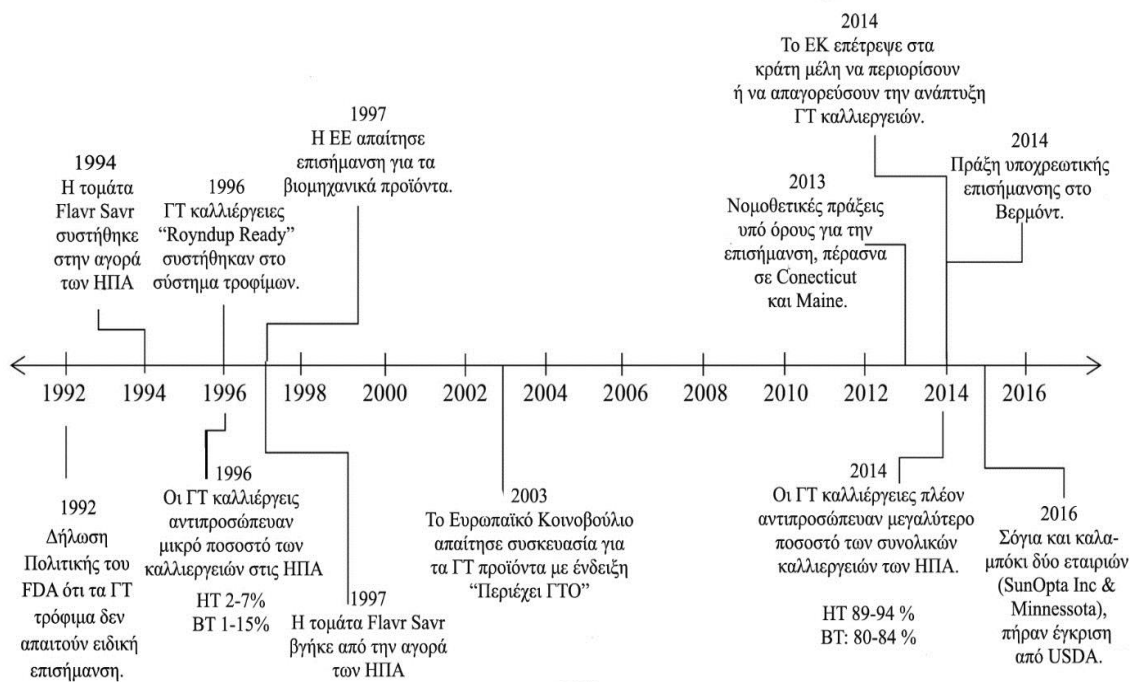 1994
Η τομάτα
Flavr Savr
συστήθηκε
στην αγορά
των ΗΠΑ
1996
ΓΤ καλλιέργειες
“Royndup Ready”
συστήθηκαν στο
σύστημα τροφίμων.
1997
Η ΕΕ απαίτησε
επισήμανση για τα
βιομηχανικά προϊόντα.
2013
Νομοθετικές πράξεις
υπό όρους για την
επισήμανση, πέρασνα
σε Conecticut
και Maine.
2014
Το ΕΚ επέτρεψε στα
κράτη μέλη να περιορίσουν
ή να απαγορεύσουν την ανάπτυξη
ΓΤ καλλιεργειών.
2014
Πράξη υποχρεωτικής
επισήμανσης στο
Βερμόντ.
1992 1994 1996 1998 2000 2002 2004 2006 2008 2010 2012 2014 2016
1992
Δήλωση
Πολιτικής του
FDA ότι τα ΓΤ
τρόφιμα δεν
απαιτούν ειδική
επισήμανση.
1996
Οι ΓΤ καλλιέργεις
αντιπροσώπευαν
μικρό ποσοστό των
καλλιεργειών στις ΗΠΑ
HT 2-7%
BT 1-15%
1997
Η τομάτα Flavr Savr
βγήκε από την αγορά
των ΗΠΑ
2003
Το Ευρωπαϊκό Κοινοβούλιο
απαίτησε συσκευασία για
τα ΓΤ προϊόντα με ένδειξη
“Περιέχει ΓΤΟ”
2014
Οι ΓΤ καλλιέργειες πλέον
αντιπροσώπευαν μεγαλύτερο
ποσοστό των συνολικών
καλλιεργειών των ΗΠΑ.
HT 89-94 %
BT: 80-84 %
2016
Σόγια και καλα-
μπόκι δύο εταιριών
(SunOpta Inc &
Minnessota),
πήραν έγκριση
από USDA.